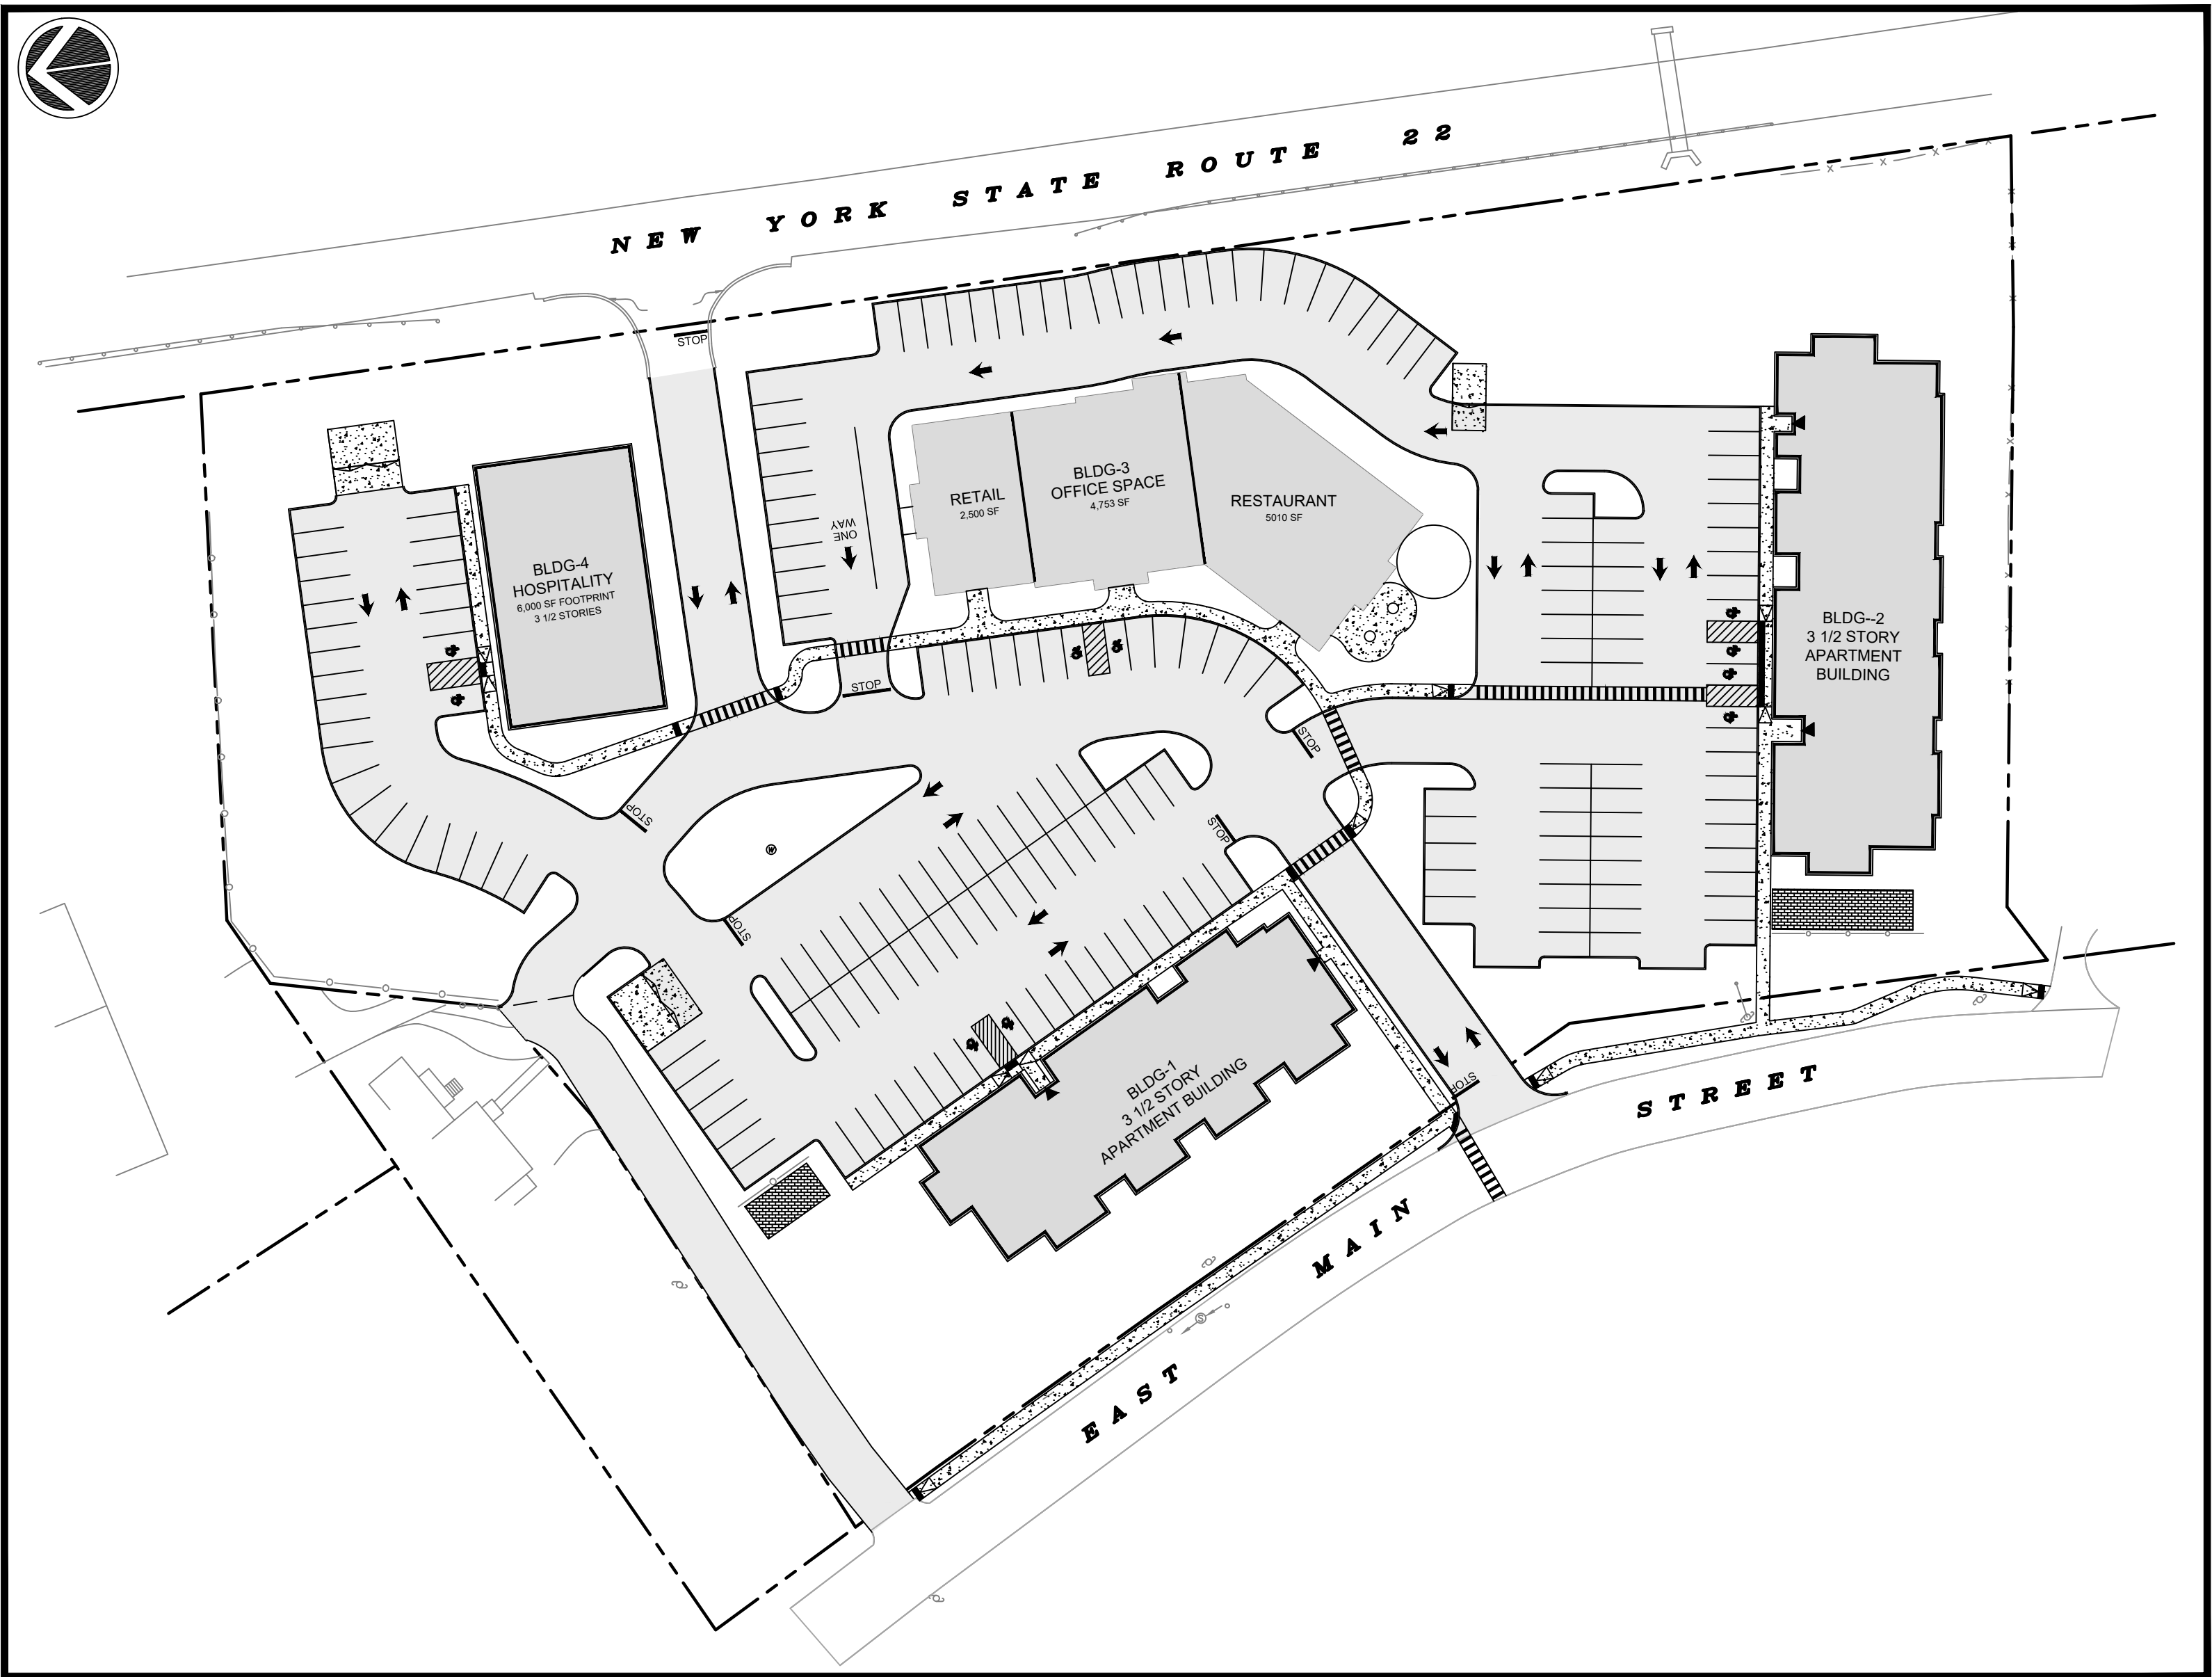 NEW YORK STATE ROUTE 22
STOP
BLDG-4
HOSPITALITY
6,000 SF FOOTPRINT
3 1/2 STORIES
ONE
WAY
RETAIL
2,500 SF
BLDG-3
OFFICE SPACE
4,753 SF
RESTAURANT
5010 SF
BLDG--2
3 1/2 STORY
APARTMENT
BUILDING
STOP
STOP
STOP
STOP
STOP
W
BLDG-1
3 1/2 STORY
APARTMENT BUILDING
STOP
S
EAST MAIN STREET